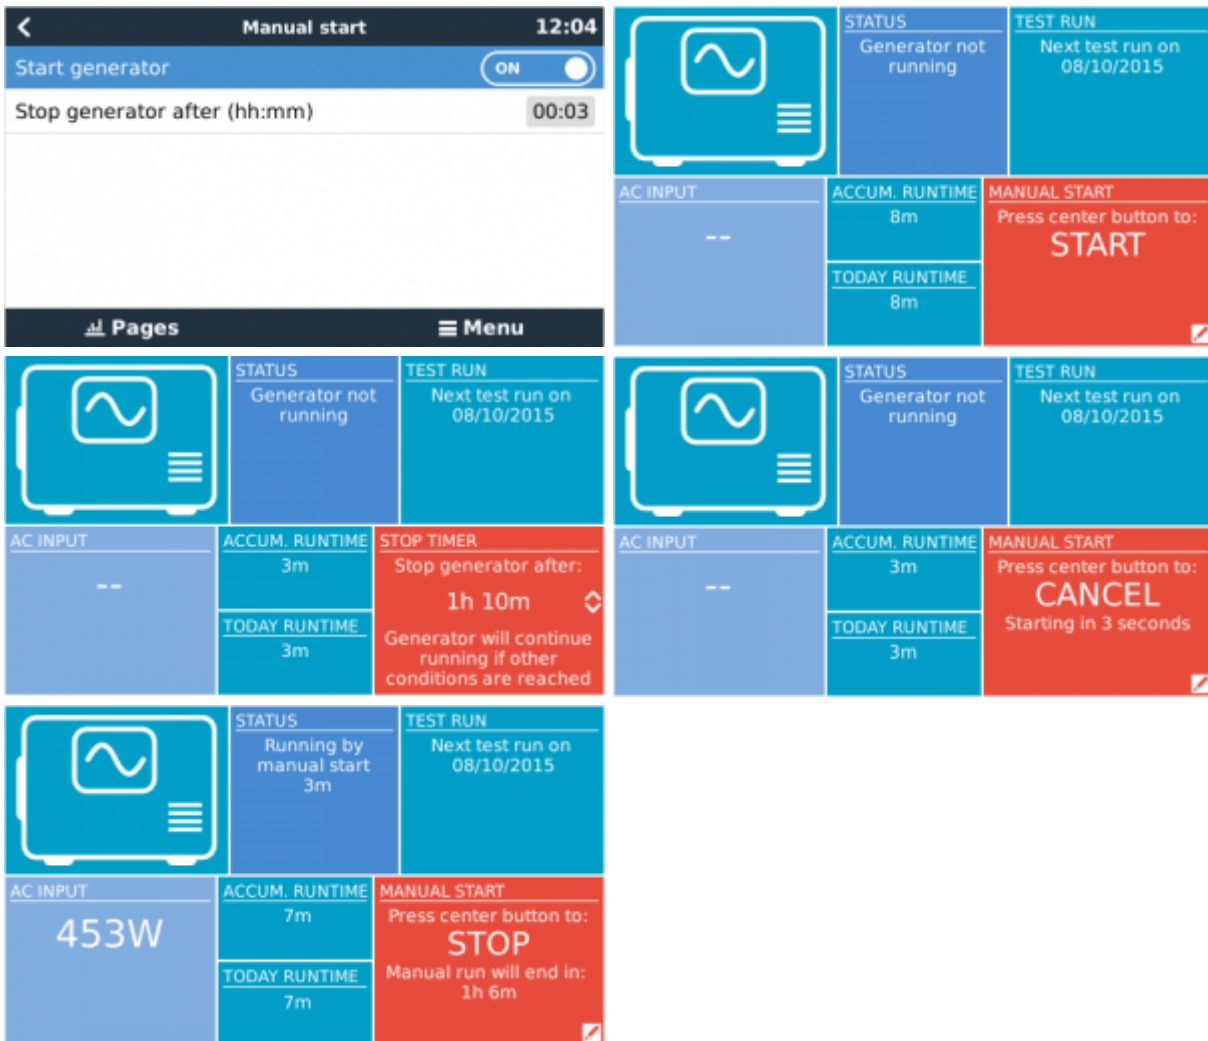 Manual start 12:04
Start generator ON
Stop generator after (hh:mm) 00:03
Pages Menu
STATUS
Generator not
running
TEST RUN
Next test run on
08/10/2015
AC INPUT
--
ACCUM. RUNTIME
8m
TODAY RUNTIME
8m
MANUAL START
Press center button to:
START
STATUS
Generator not
running
TEST RUN
Next test run on
08/10/2015
AC INPUT
--
ACCUM. RUNTIME
3m
TODAY RUNTIME
3m
STOP TIMER
Stop generator after:
1h 10m
Generator will continue
running if other
conditions are reached
STATUS
Generator not
running
TEST RUN
Next test run on
08/10/2015
AC INPUT
--
ACCUM. RUNTIME
3m
TODAY RUNTIME
3m
MANUAL START
Press center button to:
CANCEL
Starting in 3 seconds
STATUS
Running by
manual start
3m
TEST RUN
Next test run on
08/10/2015
AC INPUT
453W
ACCUM. RUNTIME
7m
TODAY RUNTIME
7m
MANUAL START
Press center button to:
STOP
Manual run will end in:
1h 6m